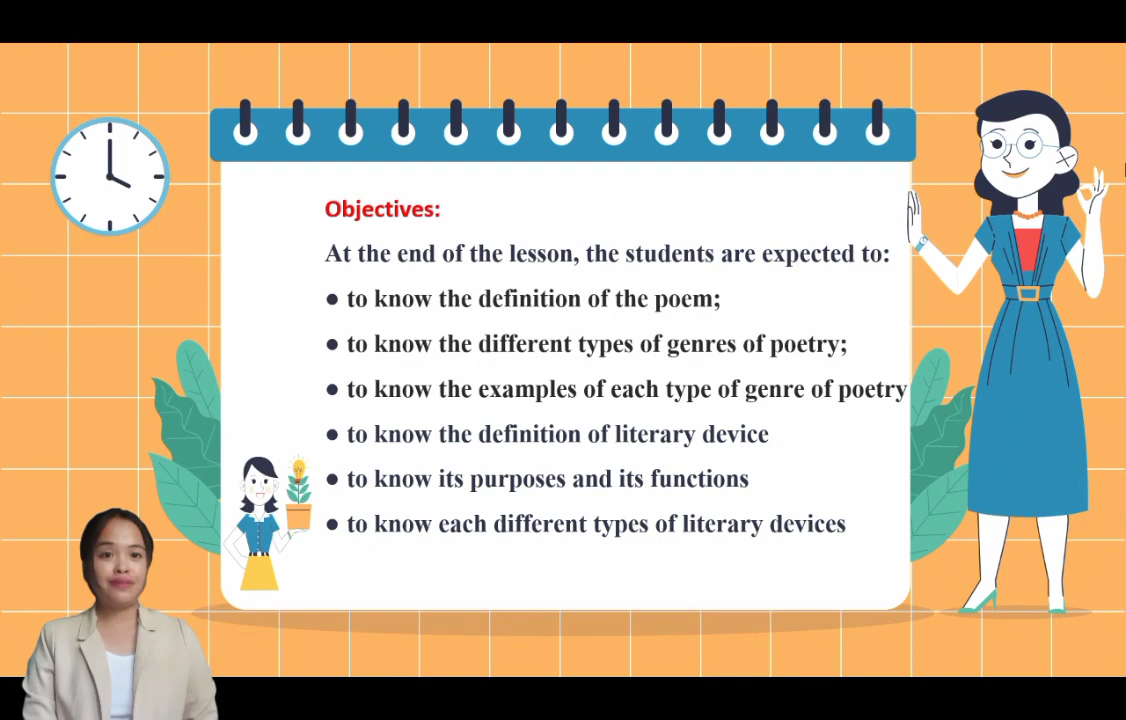 Objectives:
At the end of the lesson, the students are expected to:
● to know the definition of the poem;
● to know the different types of genres of poetry;
● to know the examples of each type of genre of poetry
● to know the definition of literary device
● to know its purposes and its functions
● to know each different types of literary devices